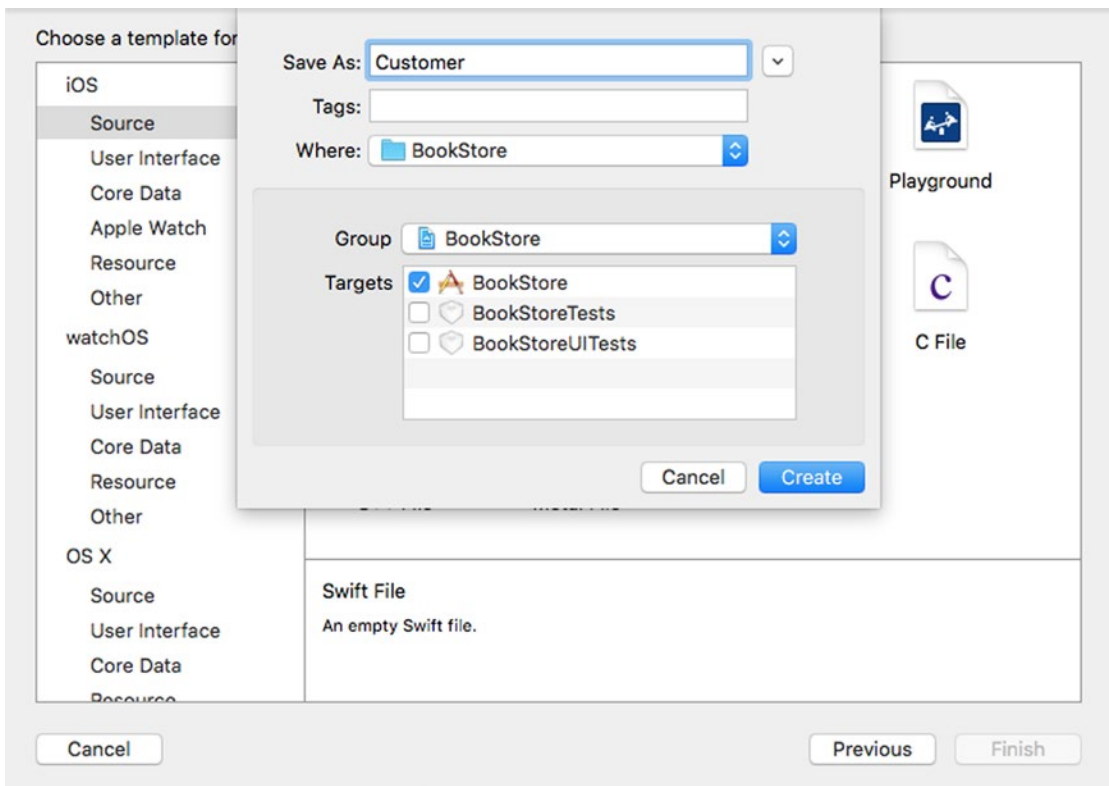 Choose a template for
iOS
Source
User Interface
Core Data
Apple Watch
Resource
Other
watchOS
Source
User Interface
Core Data
Resource
Other
OS X
Source
User Interface
Core Data
Resource
Save As: Customer
Tags:
Where: BookStore
Group BookStore
Targets BookStore
BookStoreTests
BookStoreUITests
Cancel Create
Playground
C
C File
Swift File
An empty Swift file.
Cancel Previous Finish